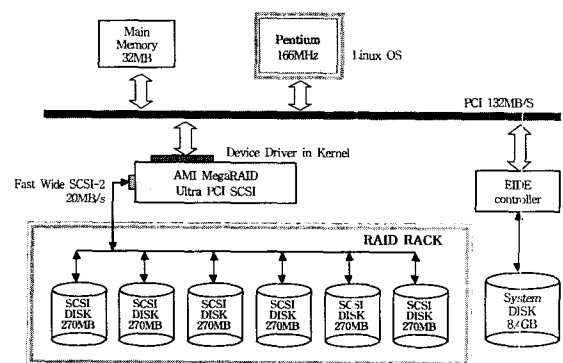 Main
Memory
32MB
Pentium
166MHz
Linux OS
PCI 132MB/S
Device Driver in Kernel
AMI MegaRAID
Ultra PCI SCSI
Fast Wide SCSI-2
20MB/s
EIDE
controller
RAID RACK
SCSI
DISK
270MB
SCSI
DISK
270MB
SCSI
DISK
270MB
SCSI
DISK
270MB
SCSI
DISK
270MB
SCSI
DISK
270MB
System
DISK
8.4GB